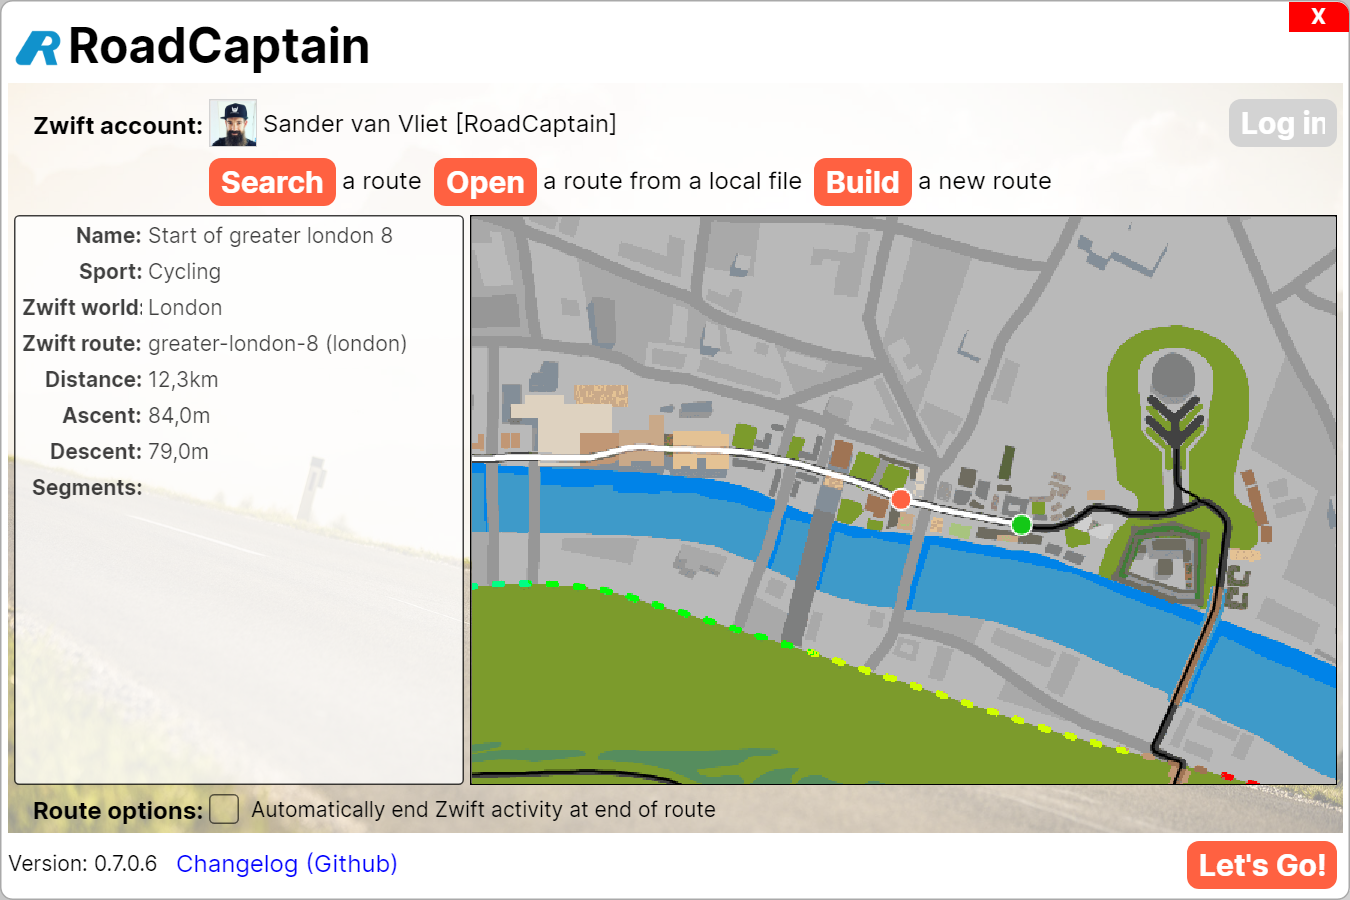 X
RoadCaptain
Zwift account: Sander van Vliet [RoadCaptain] Log in
Search a route Open a route from a local file Build a new route
Name: Start of greater london 8
Sport: Cycling
Zwift world: London
Zwift route: greater-london-8 (london)
Distance: 12,3km
Ascent: 84,0m
Descent: 79,0m
Segments:
Route options: Automatically end Zwift activity at end of route
Version: 0.7.0.6 Changelog (Github) Let's Go!